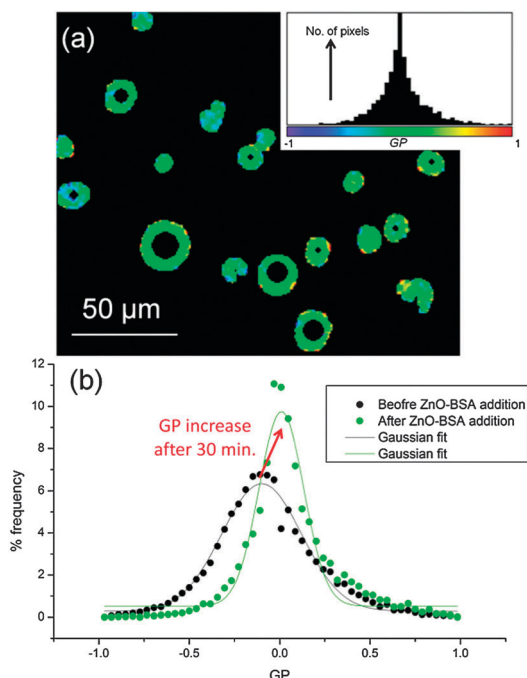 (a)
No. of pixels
-1
GP
1
50 µm
(b)
GP increase
after 30 min.
Beofre ZnO-BSA addition
After ZnO-BSA addition
Gaussian fit
Gaussian fit
% frequency
12
10
8
6
4
2
0
-1.0
-0.5
0.0
0.5
1.0
GP